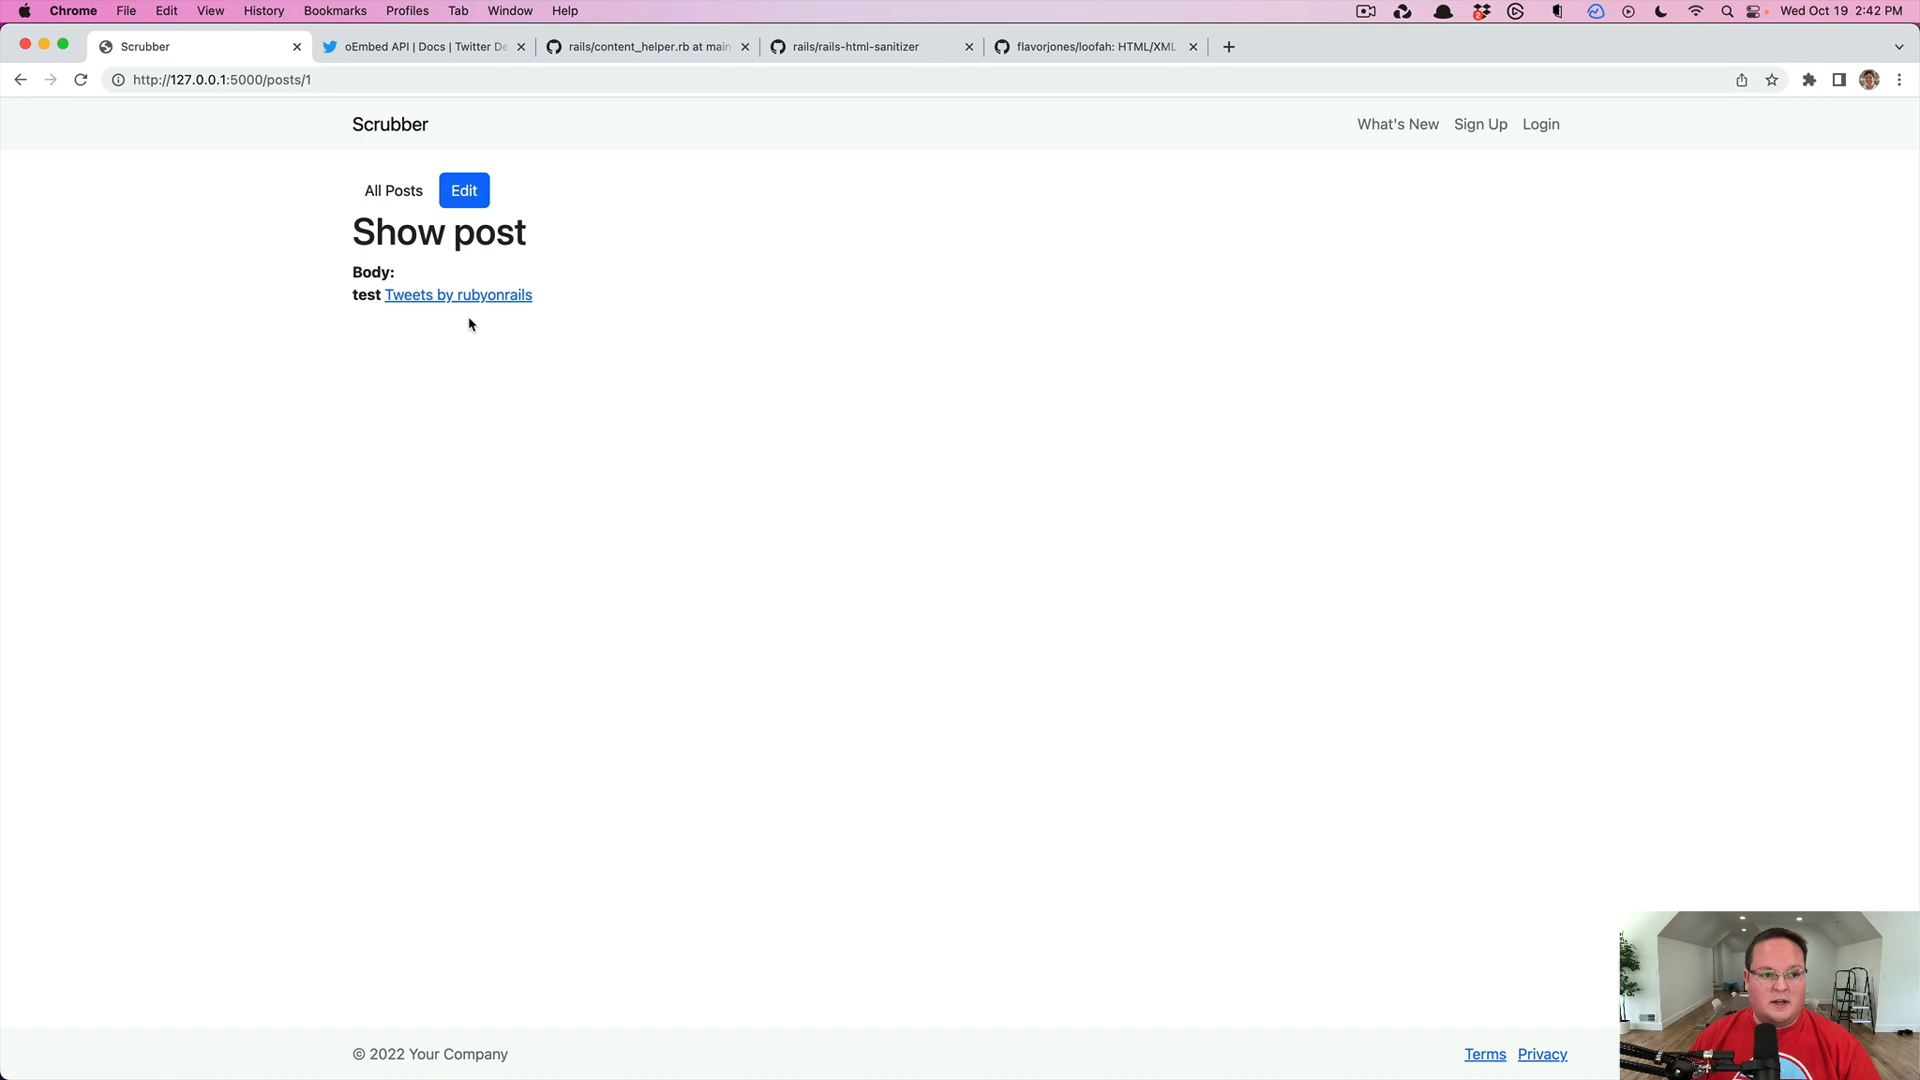 Chrome File Edit View History Bookmarks Profiles Tab Window Help Wed Oct 19 2:42 PM
Scrubber oEmbed API | Docs | Twitter De rails/content_helper.rb at main rails/rails-html-sanitizer flavorjones/loofah: HTML/XML
http://127.0.0.1:5000/posts/1
Scrubber What's New Sign Up Login
All Posts Edit
Show post
Body:
test Tweets by rubyonrails
© 2022 Your Company Terms Privacy